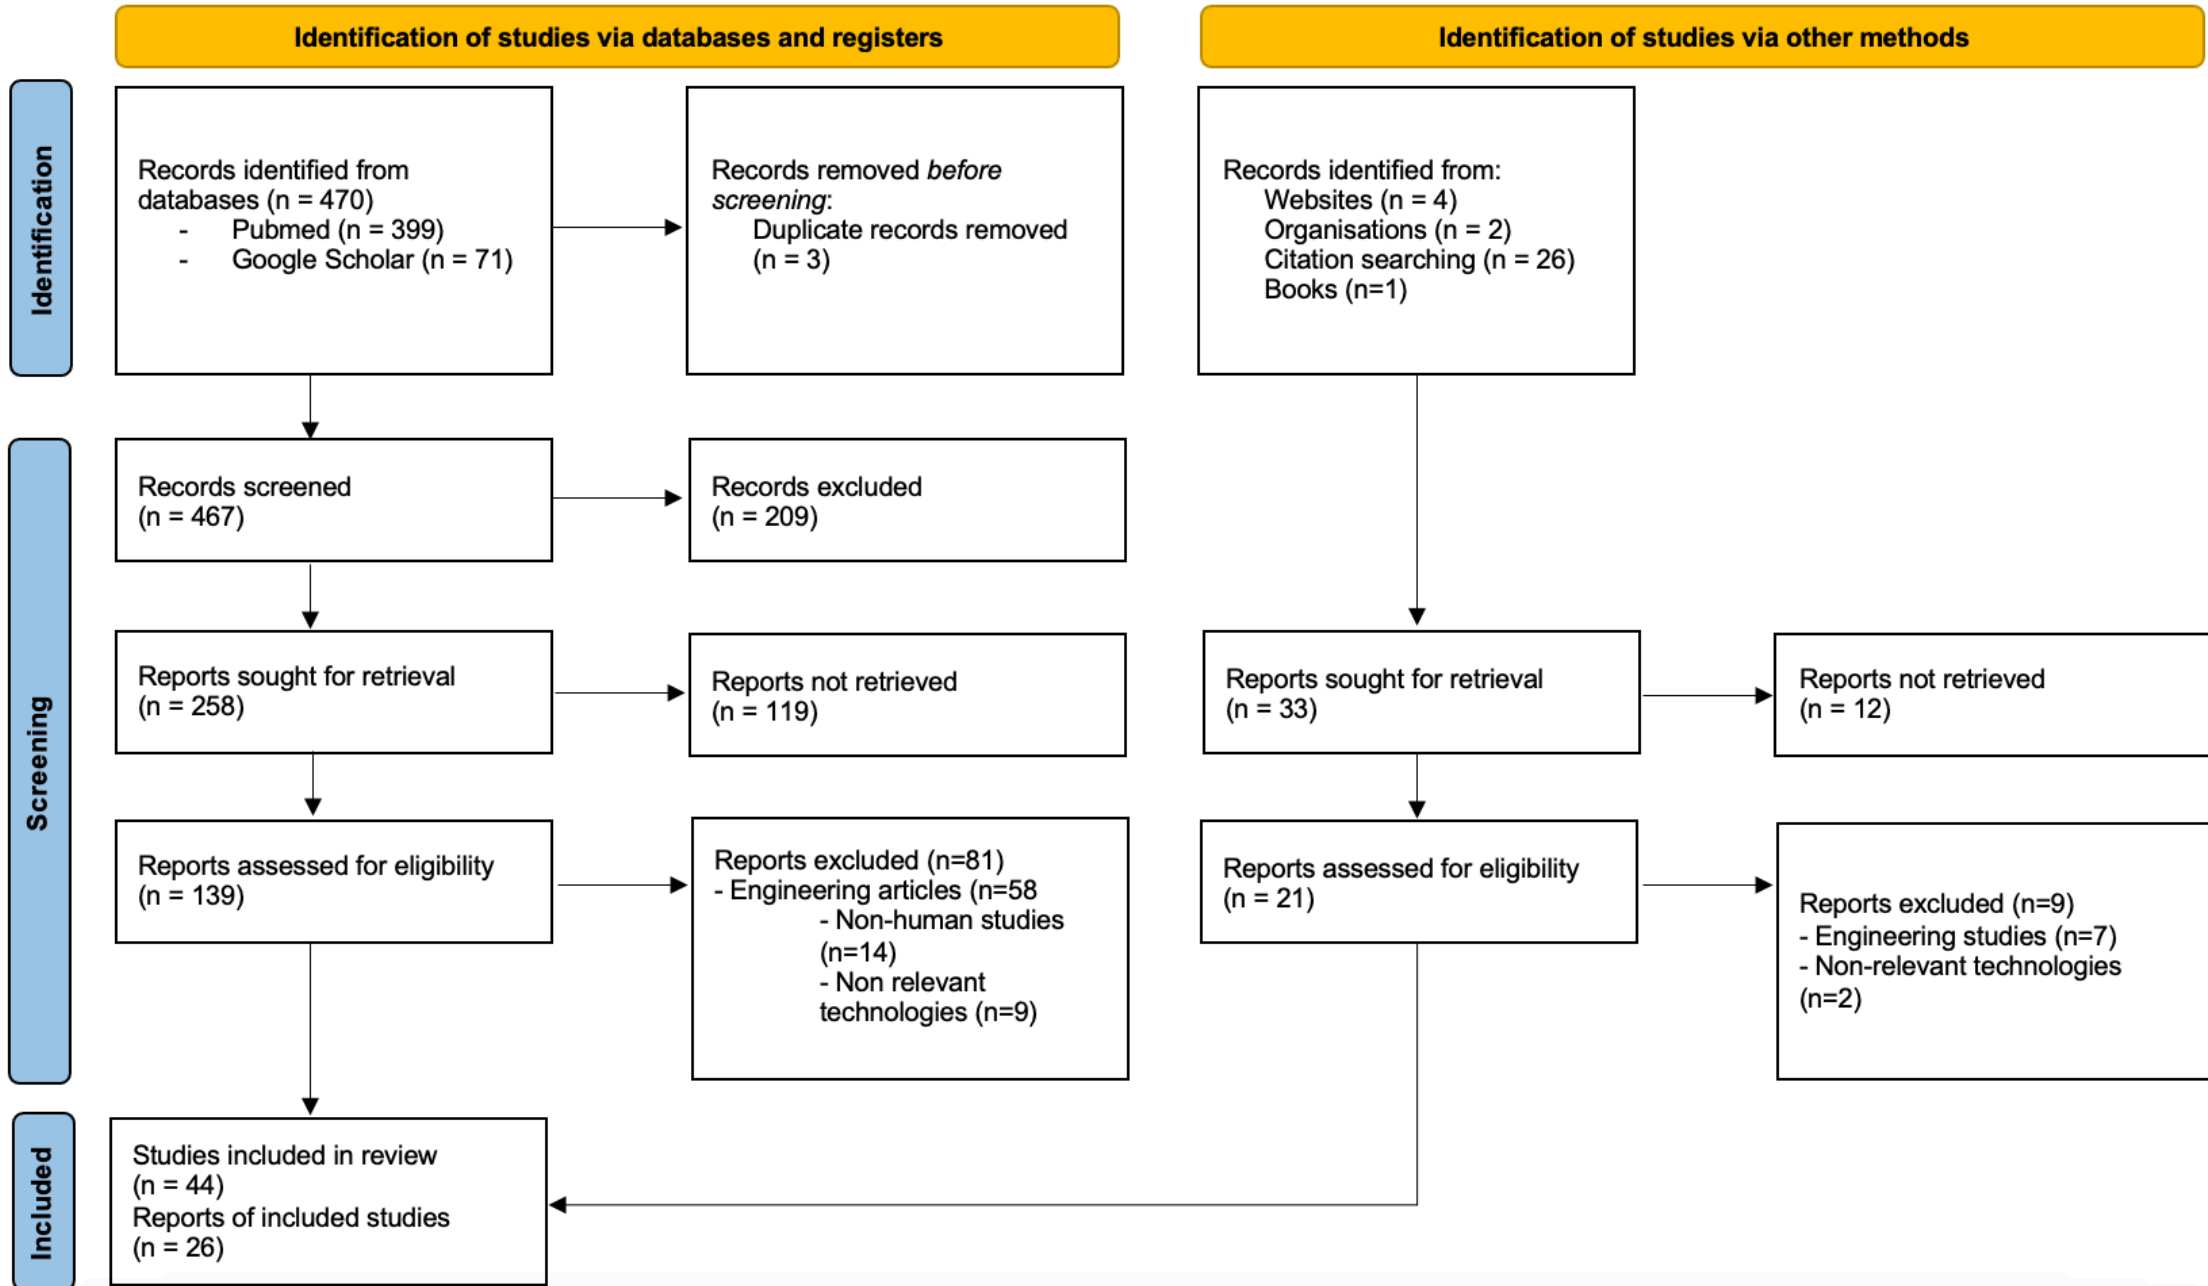 Identification of studies via databases and registers
Identification of studies via other methods
Identification
Records identified from
databases (n = 470)
- Pubmed (n = 399)
- Google Scholar (n = 71)
Records removed before
screening:
Duplicate records removed
(n = 3)
Records identified from:
Websites (n = 4)
Organisations (n = 2)
Citation searching (n = 26)
Books (n=1)
Screening
Records screened
(n = 467)
Records excluded
(n = 209)
Reports sought for retrieval
(n = 258)
Reports not retrieved
(n = 119)
Reports sought for retrieval
(n = 33)
Reports not retrieved
(n = 12)
Reports assessed for eligibility
(n = 139)
Reports excluded (n=81)
- Engineering articles (n=58
- Non-human studies
(n=14)
- Non relevant
technologies (n=9)
Reports assessed for eligibility
(n = 21)
Reports excluded (n=9)
- Engineering studies (n=7)
- Non-relevant technologies
(n=2)
Included
Studies included in review
(n = 44)
Reports of included studies
(n = 26)